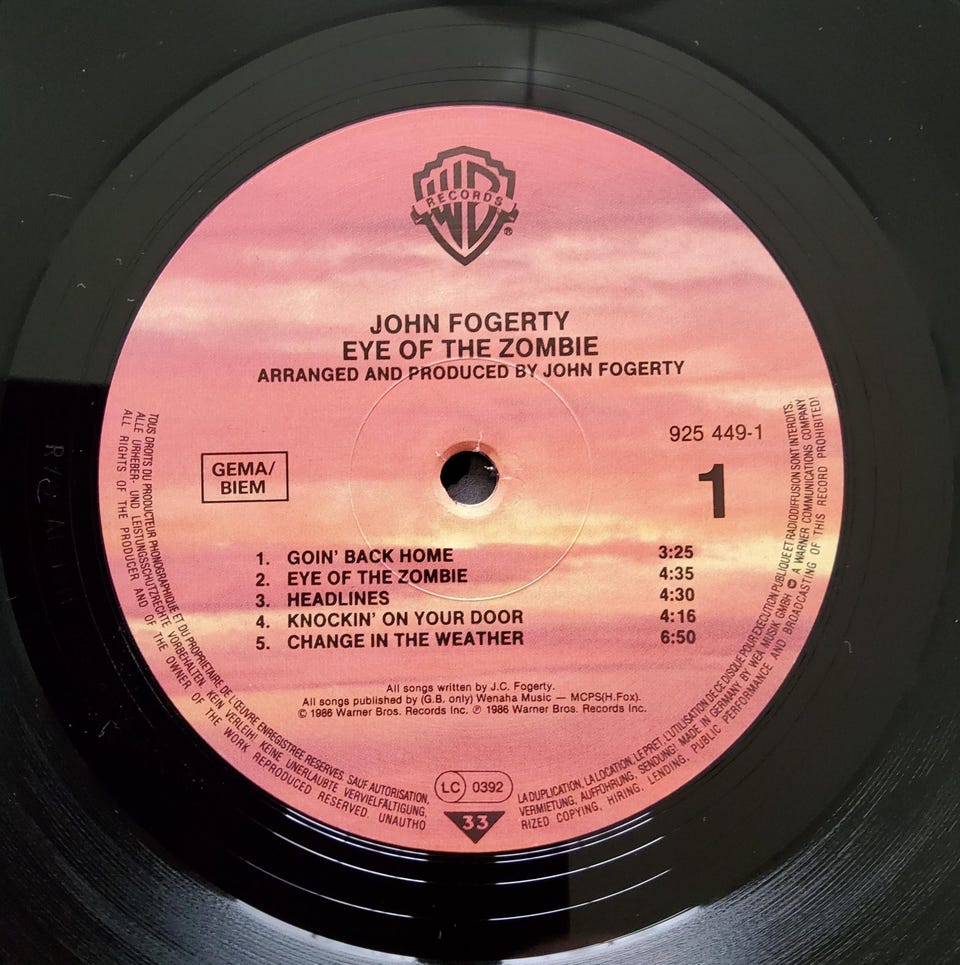 WB
RECORDS
®
JOHN FOGERTY
EYE OF THE ZOMBIE
ARRANGED AND PRODUCED BY JOHN FOGERTY
925 449-1
GEMA/
BIEM
1
1. GOIN' BACK HOME 3:25
2. EYE OF THE ZOMBIE 4:35
3. HEADLINES 4:30
4. KNOCKIN' ON YOUR DOOR 4:16
5. CHANGE IN THE WEATHER 6:50
All songs written by J.C. Fogerty.
All songs published by (G.B. only) Wenaha Music — MCPS(H.Fox).
© 1986 Warner Bros. Records Inc. ℗ 1986 Warner Bros. Records Inc.
LC 0392
33
TOUS DROITS DU PRODUCTEUR PHONOGRAPHIQUE ET DU PROPRIETAIRE DE L'ŒUVRE ENREGISTREE RESERVES SAUF AUTORISATION, LA DUPLICATION, LA LOCATION, LE PRET, L'UTILISATION DE CE DISQUE POUR EXECUTION PUBLIQUE ET RADIODIFFUSION SONT INTERDITS.
ALLE URHEBER- UND LEISTUNGSSCHUTZRECHTE VORBEHALTEN. KEIN VERLEIH! KEINE UNERLAUBTE VERVIELFÄLTIGUNG, VERMIETUNG, AUFFÜHRUNG, SENDUNG! MADE IN GERMANY BY WEA MUSIK GMBH A WARNER COMMUNICATIONS COMPANY
ALL RIGHTS OF THE PRODUCER AND OF THE OWNER OF THE WORK REPRODUCED RESERVED. UNAUTHORIZED COPYING, HIRING, LENDING, PUBLIC PERFORMANCE AND BROADCASTING OF THIS RECORD PROHIBITED!